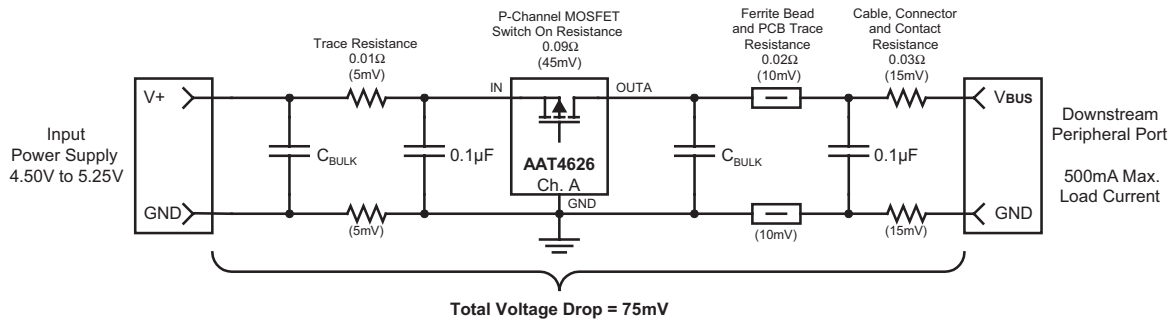 P-Channel MOSFET
Switch On Resistance
0.09Ω
(45mV)
Ferrite Bead
and PCB Trace
Resistance
0.02Ω
(10mV)
Cable, Connector
and Contact
Resistance
0.03Ω
(15mV)
Trace Resistance
0.01Ω
(5mV)
V+
IN
OUTA
VBUS
Input
Power Supply
4.50V to 5.25V
CBULK
0.1µF
AAT4626
Ch. A
CBULK
0.1µF
Downstream
Peripheral Port
500mA Max.
Load Current
GND
GND
GND
(5mV)
(10mV)
(15mV)
Total Voltage Drop = 75mV